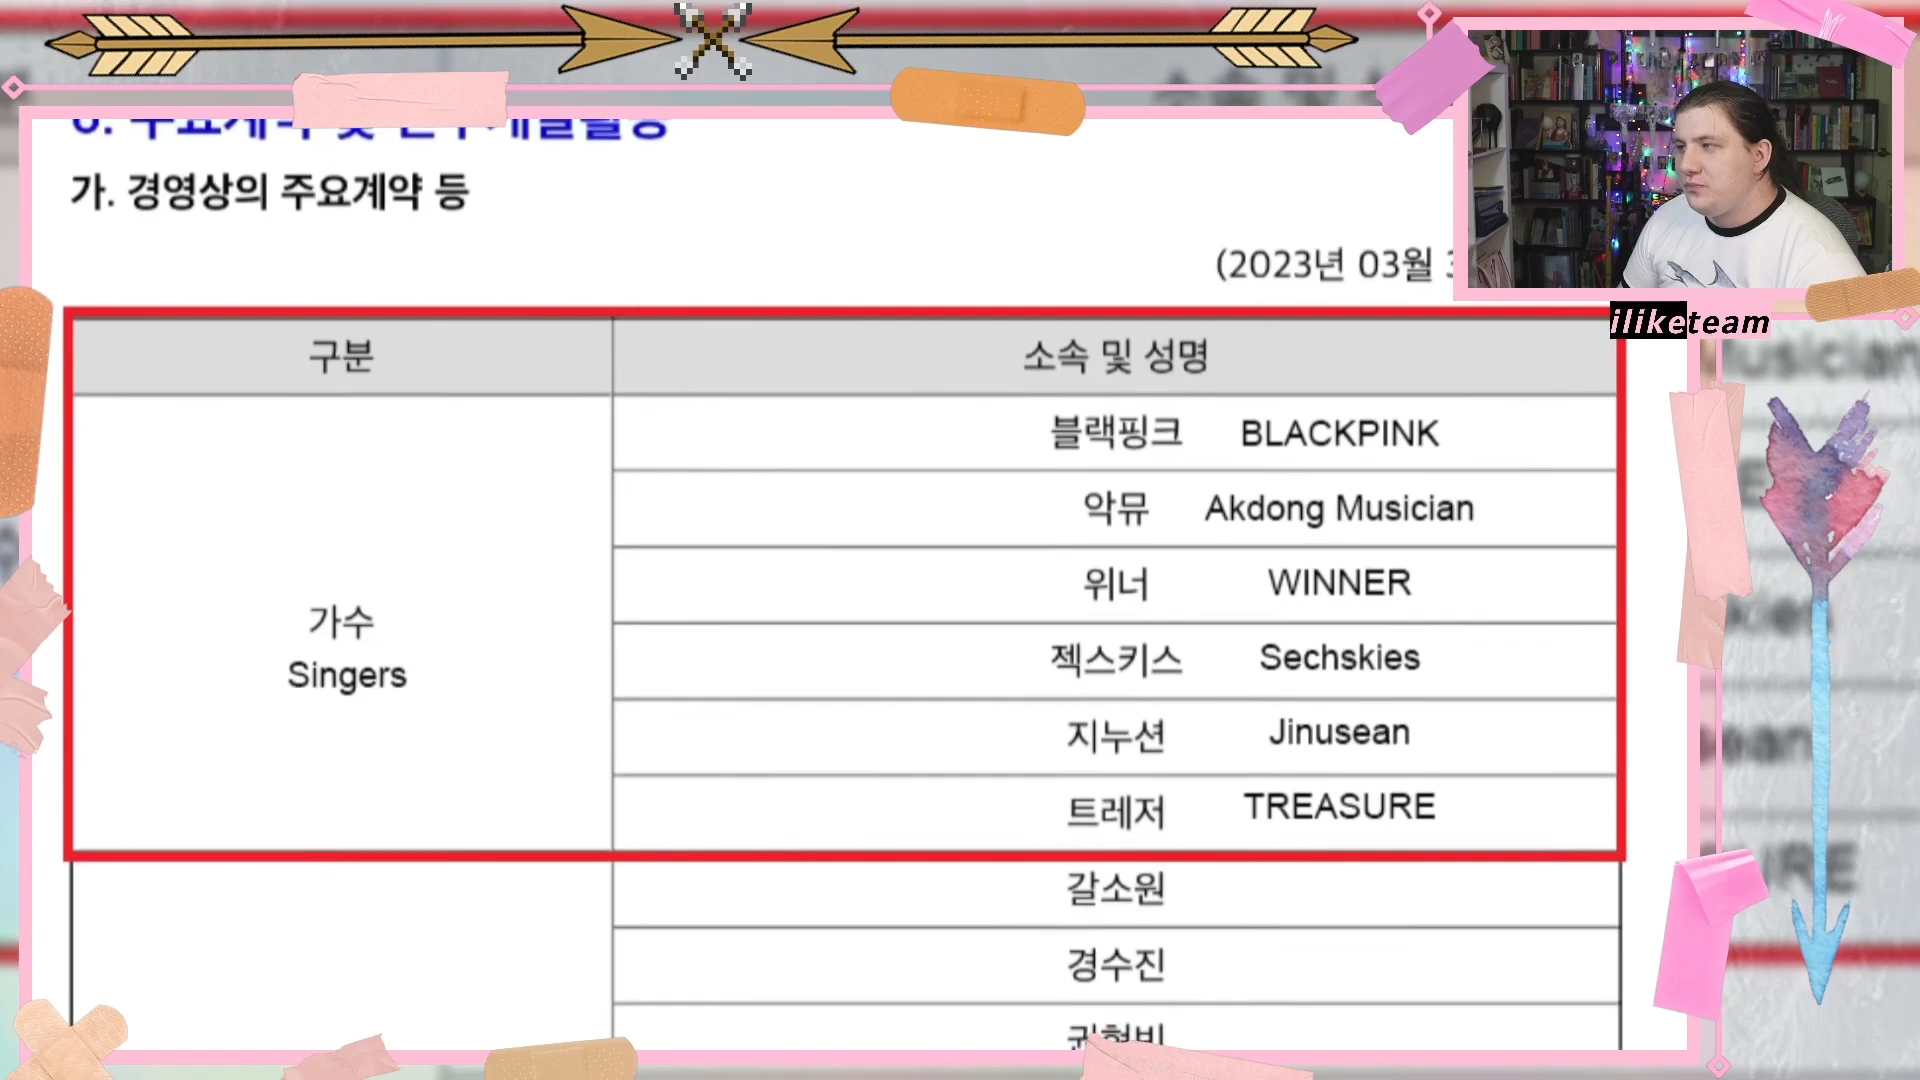 가. 경영상의 주요계약 등
(2023년 03월
iliketeam
구분 소속 및 성명
블랙핑크 BLACKPINK
악뮤 Akdong Musician
위너 WINNER
가수
Singers
젝스키스 Sechskies
지누션 Jinusean
트레저 TREASURE
갈소원
경수진